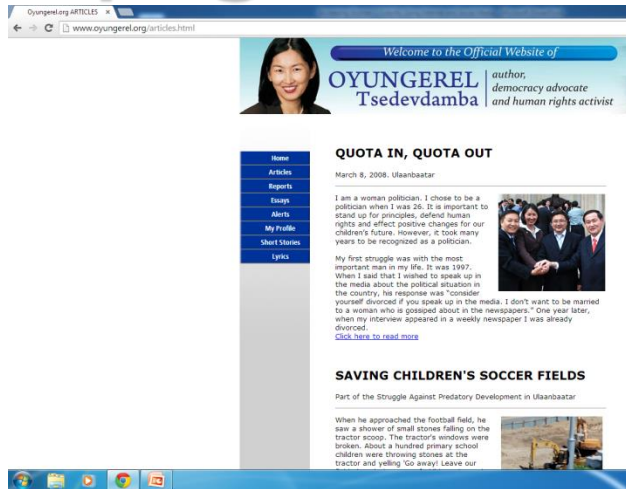 Oyungerel.org ARTICLES
www.oyungerel.org/articles.html
Welcome to the Official Website of
OYUNGEREL
Tsedevdamba
author,
democracy advocate
and human rights activist
Home
Articles
Reports
Essays
Alerts
My Profile
Short Stories
Lyrics
QUOTA IN, QUOTA OUT
March 8, 2008. Ulaanbaatar
I am a woman politician. I chose to be a
politician when I was 26. It is important to
stand up for principles, defend human
rights and effect positive changes for our
children's future. However, it took many
years to be recognized as a politician.
My first struggle was with the most
important man in my life. It was 1997.
When I said that I wished to speak up in
the media about the political situation in
the country, his response was "consider
yourself divorced if you speak up in the media. I don't want to be married
to a woman who is gossiped about in the newspapers." One year later,
when my interview appeared in a weekly newspaper I was already
divorced.
Click here to read more
SAVING CHILDREN'S SOCCER FIELDS
Part of the Struggle Against Predatory Development in Ulaanbaatar
When he approached the football field, he
saw a shower of small stones falling on the
tractor scoop. The tractor's windows were
broken. About a hundred primary school
children were throwing stones at the
tractor and yelling 'Go away! Leave our